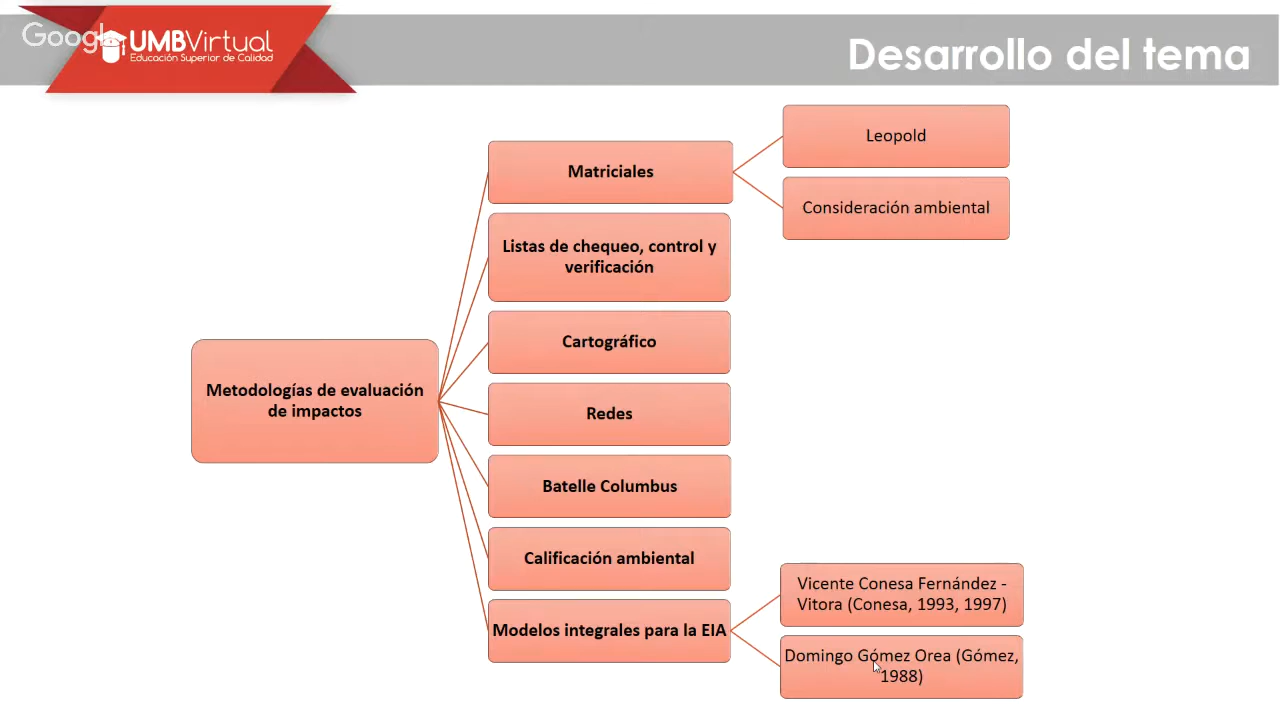 Google
UMBVirtual
Educación Superior de Calidad
Desarrollo del tema
Metodologías de evaluación
de impactos
Matriciales
Leopold
Consideración ambiental
Listas de chequeo, control y
verificación
Cartográfico
Redes
Batelle Columbus
Calificación ambiental
Modelos integrales para la EIA
Vicente Conesa Fernández -
Vitora (Conesa, 1993, 1997)
Domingo Gómez Orea (Gómez,
1988)